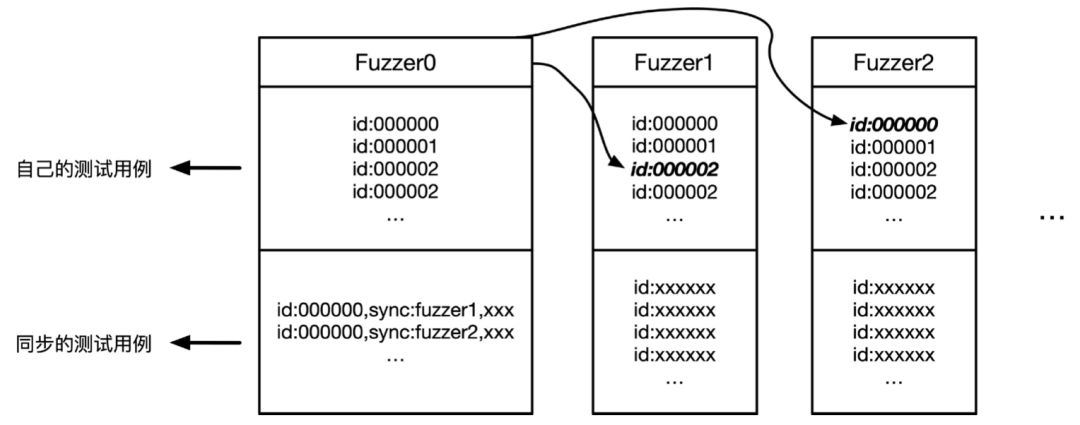 Fuzzer0
id:000000
id:000001
id:000002
id:000002
...
id:000000,sync:fuzzer1,xxx
id:000000,sync:fuzzer2,xxx
...
Fuzzer1
id:000000
id:000001
id:000002
id:000002
...
id:xxxxxx
id:xxxxxx
id:xxxxxx
id:xxxxxx
...
Fuzzer2
id:000000
id:000001
id:000002
id:000002
...
id:xxxxxx
id:xxxxxx
id:xxxxxx
id:xxxxxx
...
自己的测试用例
同步的测试用例
...